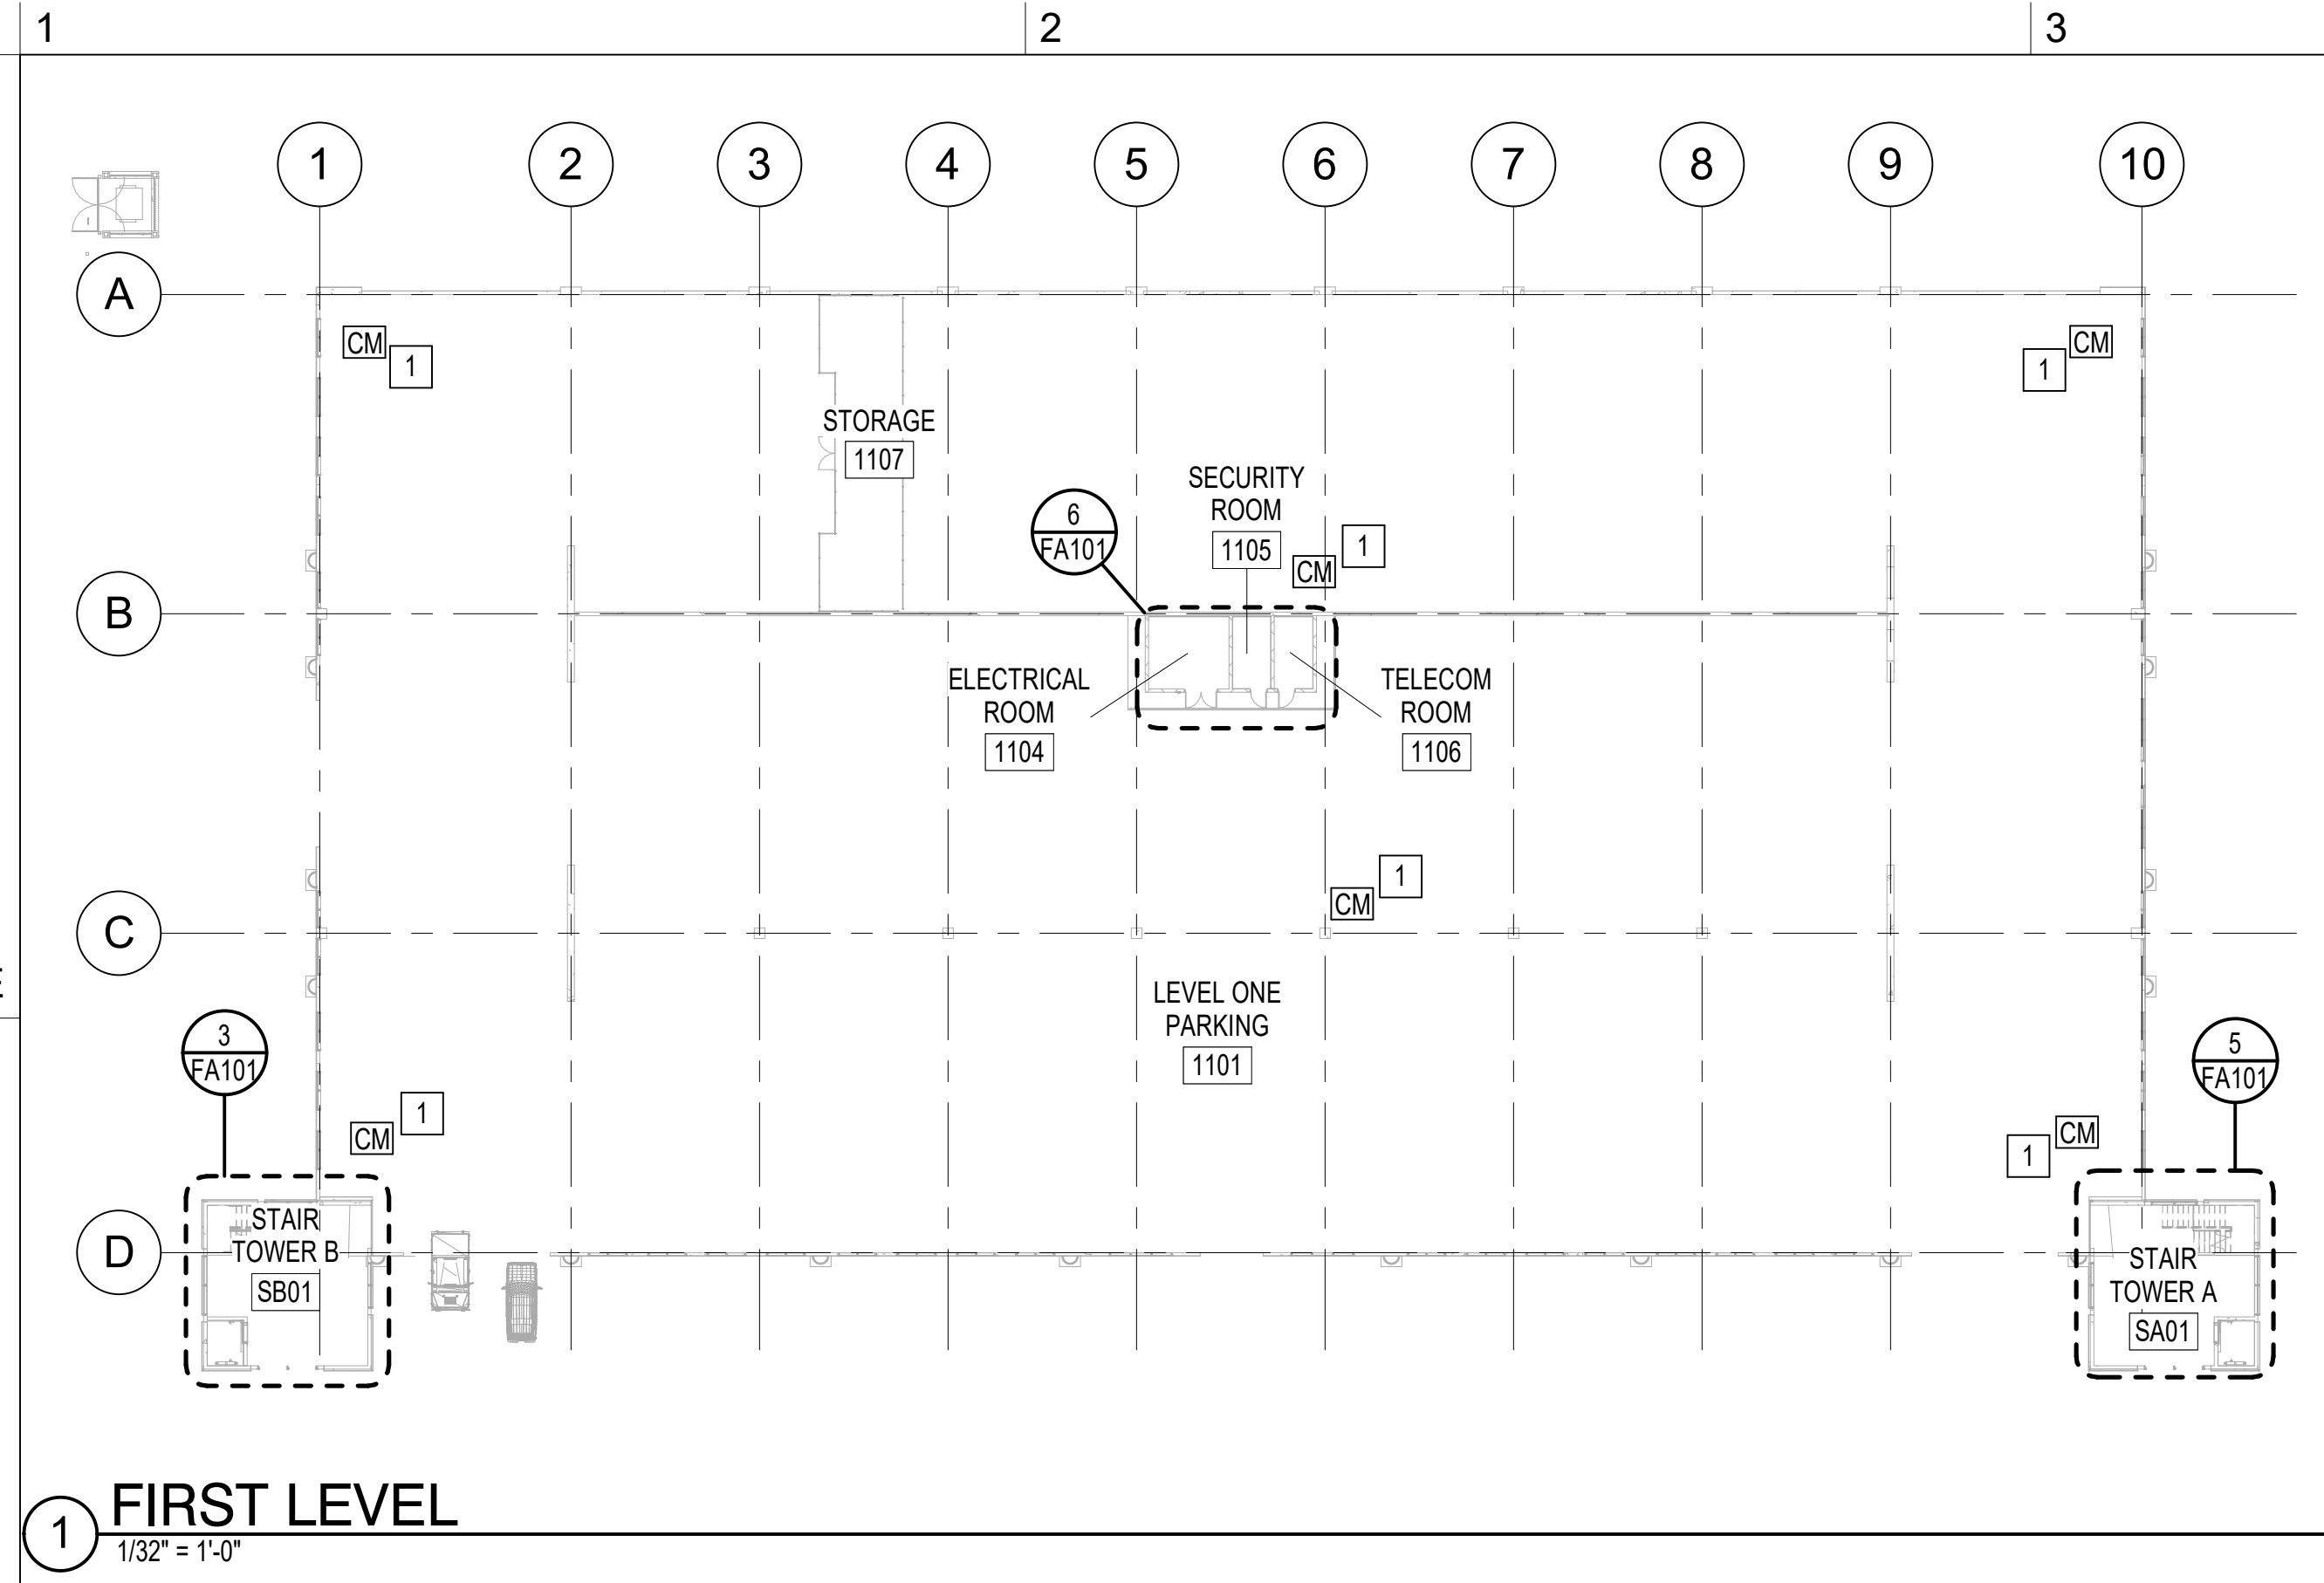 1
2
3
1
2
3
4
5
6
7
8
9
10
A
CM
1
CM
1
STORAGE
1107
SECURITY
ROOM
1105
6
FA101
CM
1
B
ELECTRICAL
ROOM
1104
TELECOM
ROOM
1106
CM
1
C
LEVEL ONE
PARKING
1101
3
FA101
5
FA101
CM
1
1
CM
D
STAIR
TOWER B
SB01
STAIR
TOWER A
SA01
1
FIRST LEVEL
1/32" = 1'-0"